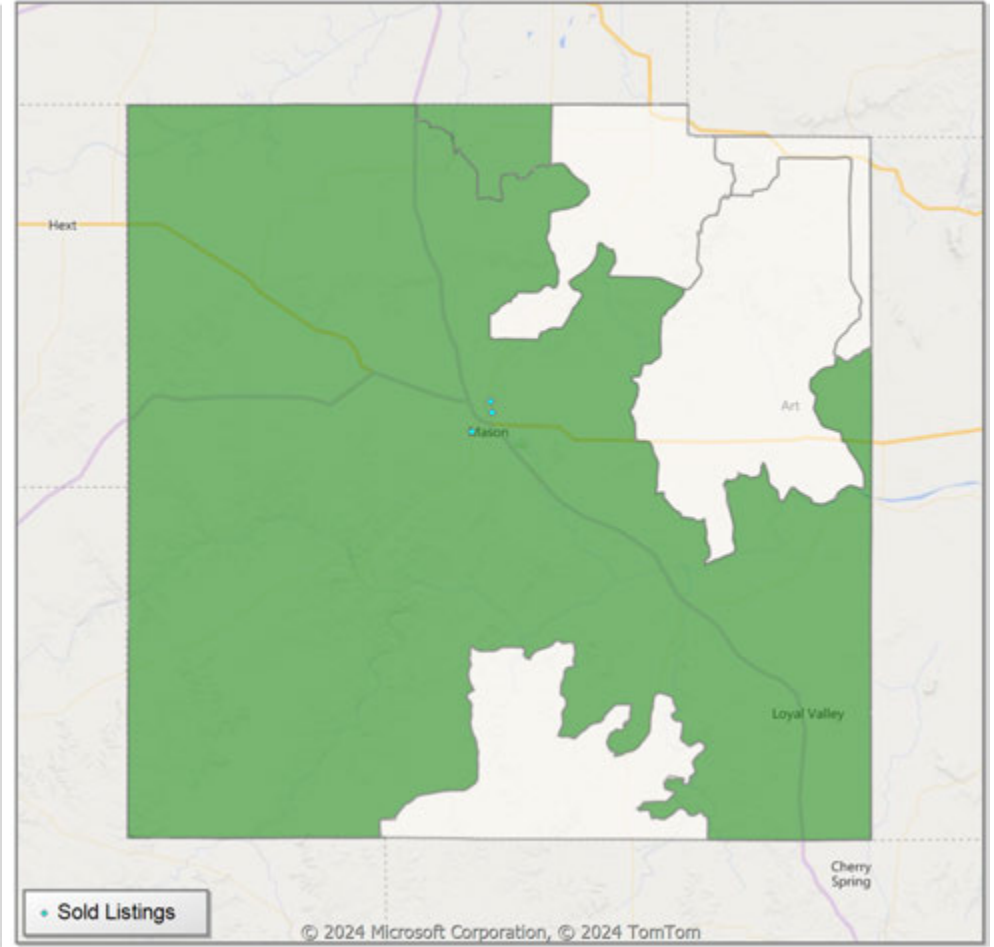 Hext
Art
Mason
Loyal Valley
Cherry
Spring
Sold Listings
© 2024 Microsoft Corporation, © 2024 TomTom